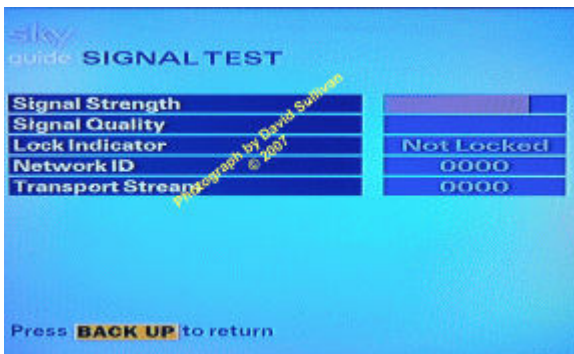 sky
guide SIGNAL TEST
Signal Strength
Signal Quality
Lock Indicator Not Locked
Network ID 0000
Transport Stream 0000
Photograph by David Sullivan
© 2007
Press BACK UP to return